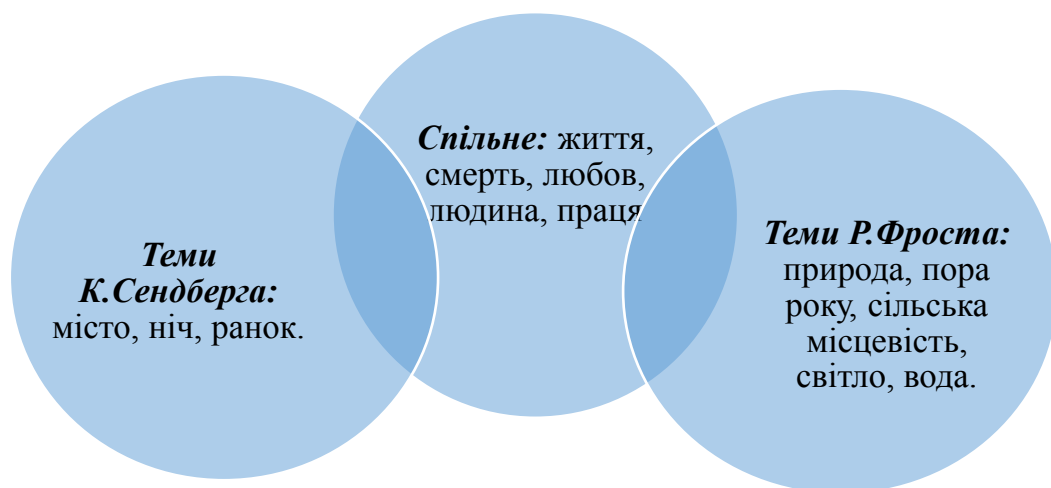 Теми
К.Сендберга:
місто, ніч, ранок.
Спільне: життя,
смерть, любов,
людина, праця
Теми Р.Фроста:
природа, пора
року, сільська
місцевість,
світло, вода.